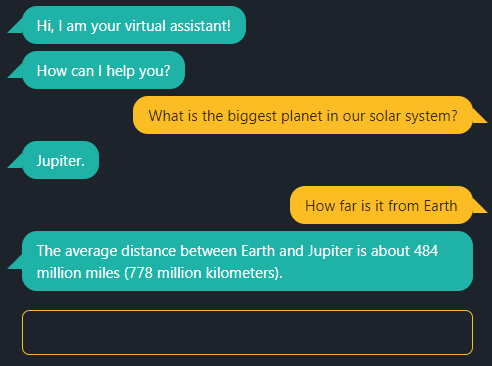 Hi, I am your virtual assistant!
How can I help you?
What is the biggest planet in our solar system?
Jupiter.
How far is it from Earth
The average distance between Earth and Jupiter is about 484
million miles (778 million kilometers).